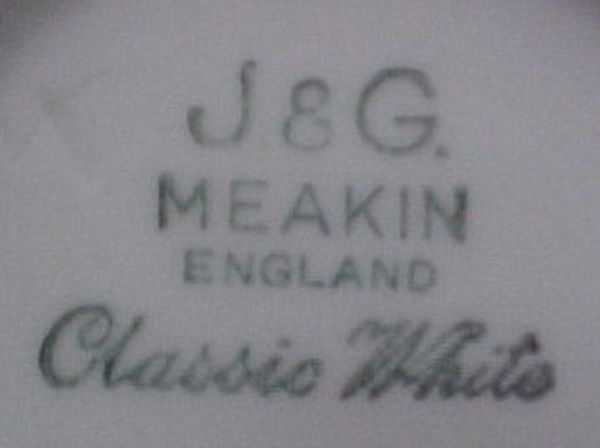 J.&G.
MEAKIN
ENGLAND
Classic White